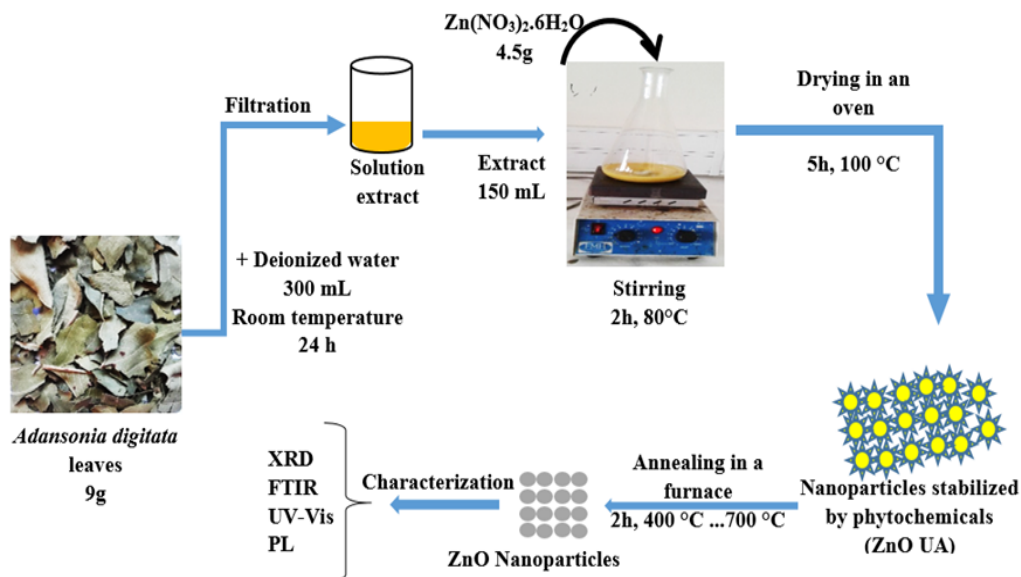 Zn(NO₃)₂.6H₂O
4.5g
Filtration
Solution
extract
Extract
150 mL
Stirring
2h, 80°C
Drying in an
oven
5h, 100 °C
+ Deionized water
300 mL
Room temperature
24 h
Adansonia digitata
leaves
9g
Nanoparticles stabilized
by phytochemicals
(ZnO UA)
Annealing in a
furnace
2h, 400 °C ...700 °C
ZnO Nanoparticles
Characterization
XRD
FTIR
UV-Vis
PL